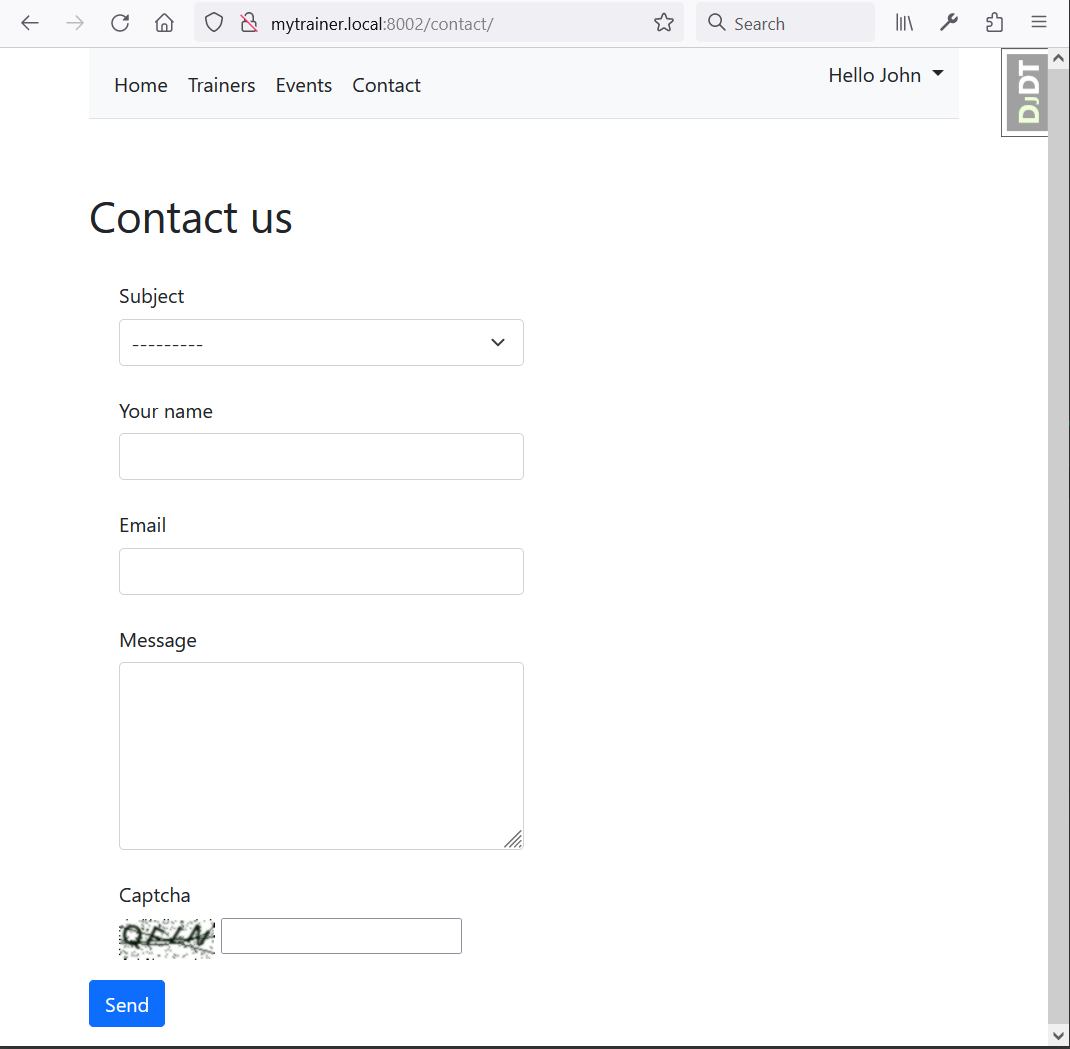 mytrainer.local:8002/contact/
Search
Home Trainers Events Contact
Hello John
DJDT
Contact us
Subject
---------
Your name
Email
Message
Captcha
Send